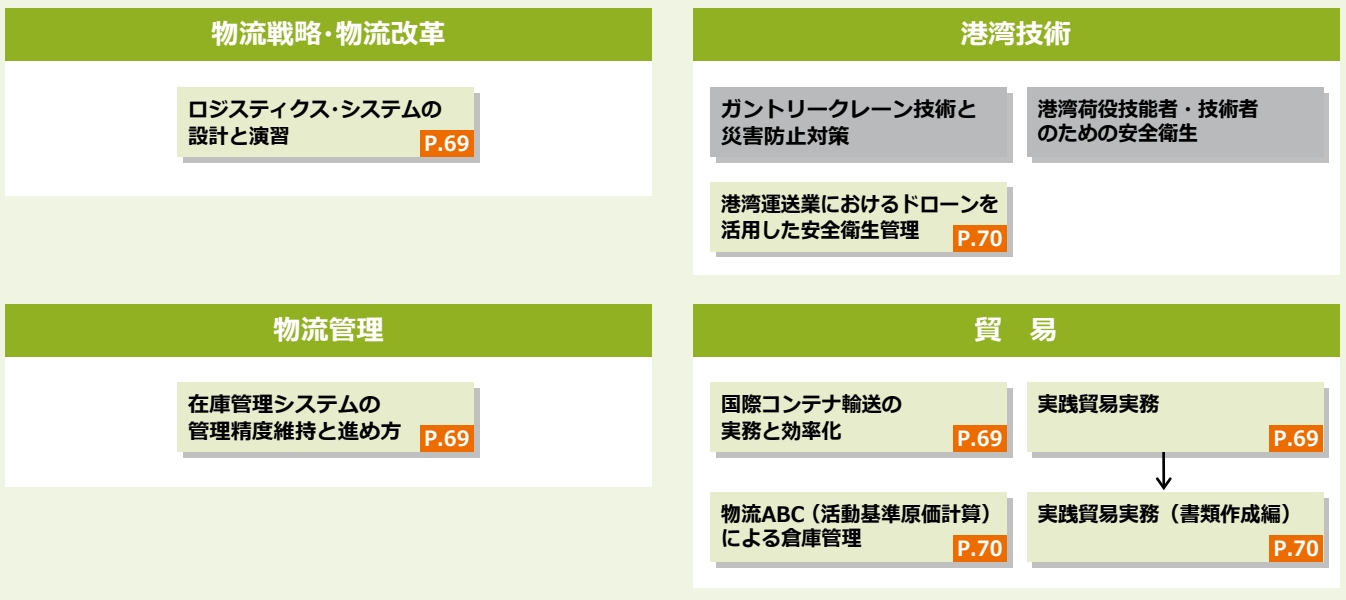 物流戦略・物流改革
ロジスティクス・システムの
設計と演習
P.69
港湾技術
ガントリークレーン技術と
災害防止対策
港湾荷役技能者・技術者
のための安全衛生
港湾運送業におけるドローンを
活用した安全衛生管理
P.70
物流管理
在庫管理システムの
管理精度維持と進め方
P.69
貿　易
国際コンテナ輸送の
実務と効率化
P.69
実践貿易実務
P.69
物流ABC（活動基準原価計算）
による倉庫管理
P.70
実践貿易実務（書類作成編）
P.70